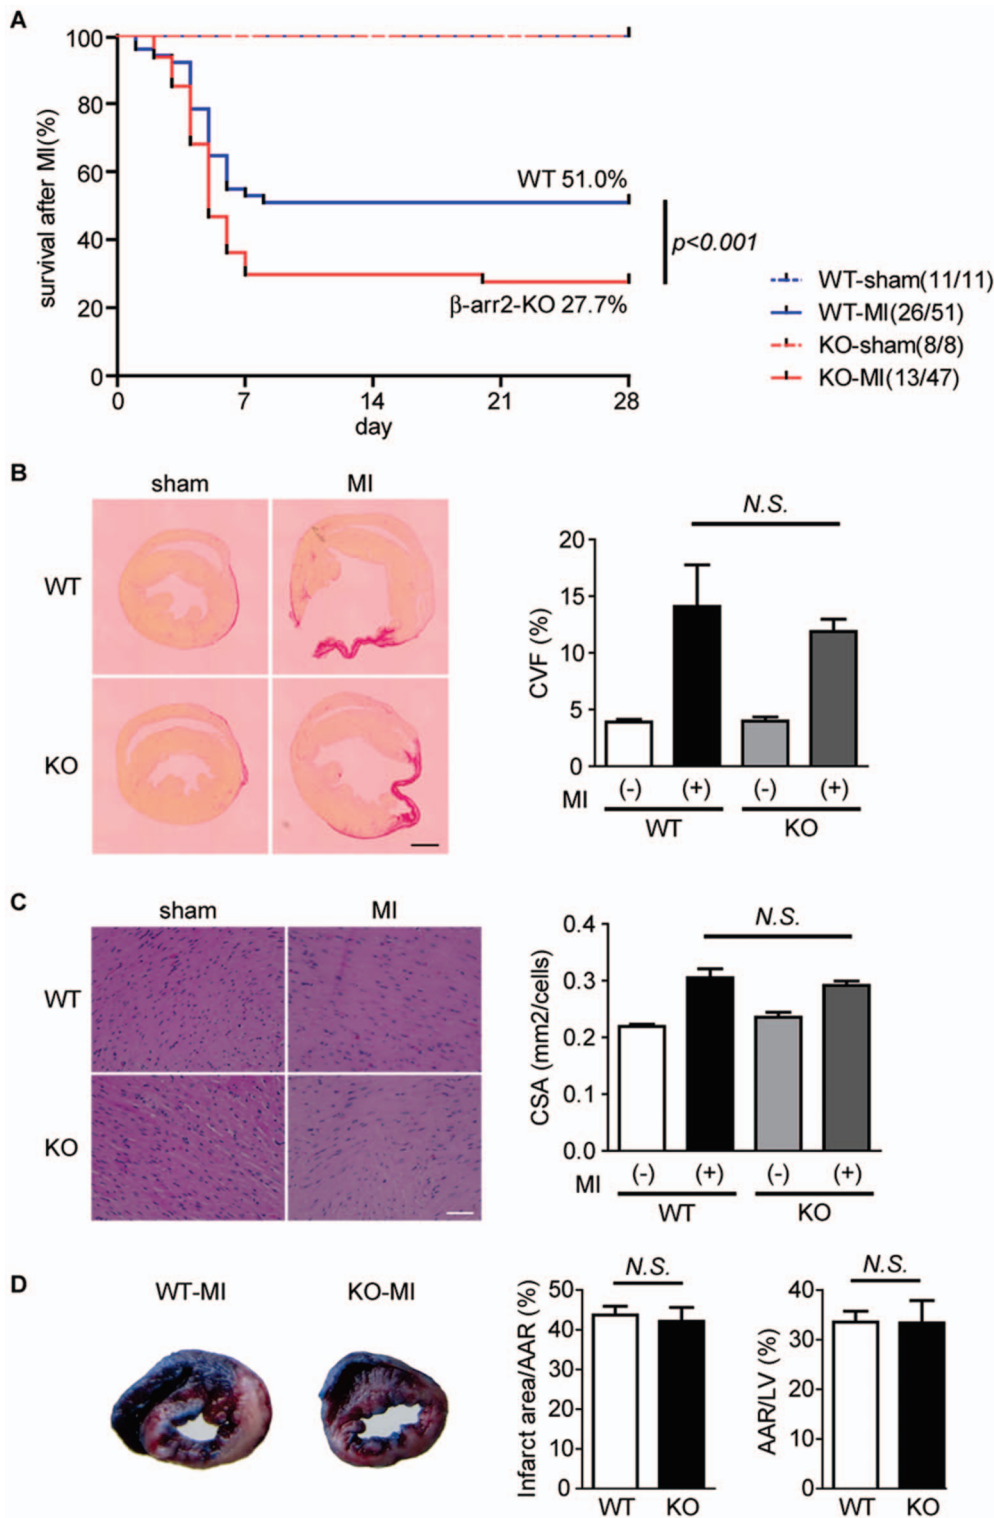 A
survival after MI(%)
100
80
60
40
20
0
0 7 14 21 28
day
WT 51.0%
β-arr2-KO 27.7%
p<0.001
WT-sham(11/11)
WT-MI(26/51)
KO-sham(8/8)
KO-MI(13/47)
B
sham MI
WT
KO
N.S.
CVF (%)
20
15
10
5
0
MI (-) (+) (-) (+)
WT KO
C
sham MI
WT
KO
N.S.
CSA (mm2/cells)
0.4
0.3
0.2
0.1
0.0
MI (-) (+) (-) (+)
WT KO
D
WT-MI KO-MI
N.S.
Infarct area/AAR (%)
50
40
30
20
10
0
WT KO
N.S.
AAR/LV (%)
40
30
20
10
0
WT KO